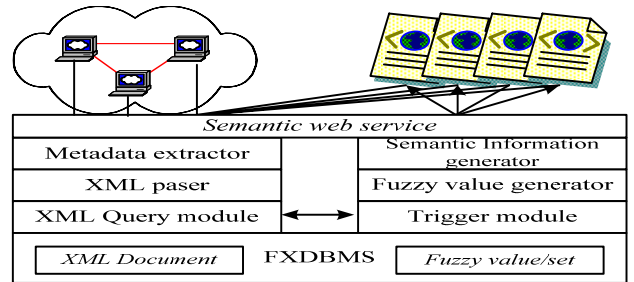 Semantic web service
Metadata extractor
Semantic Information
generator
XML paser
Fuzzy value generator
XML Query module
Trigger module
XML Document
FXDBMS
Fuzzy value/set